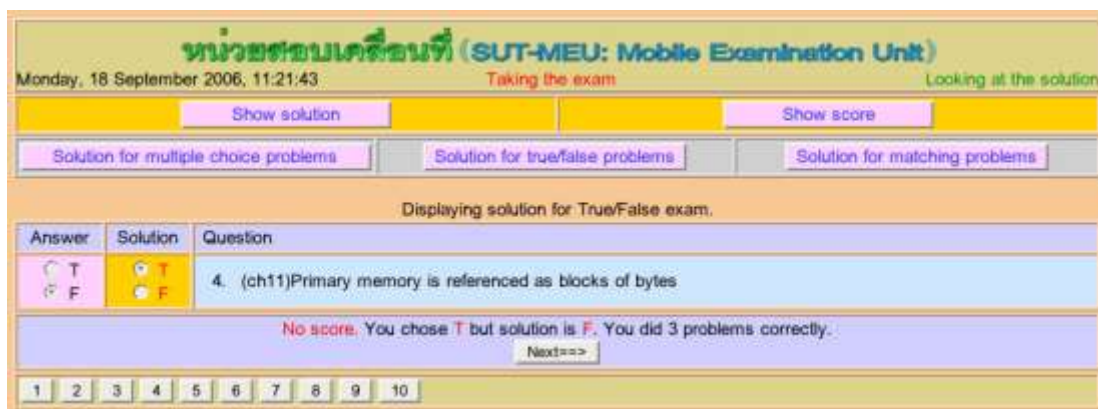 หน่วยสอบเคลื่อนที่ (SUT-MEU: Mobile Examination Unit)
Monday, 18 September 2006, 11:21:43 Taking the exam Looking at the solution
Show solution Show score
Solution for multiple choice problems Solution for true/false problems Solution for matching problems
Displaying solution for True/False exam.
Answer Solution Question
T T
F F
4. (ch11)Primary memory is referenced as blocks of bytes
No score. You chose T but solution is F. You did 3 problems correctly.
Next==>
1 2 3 4 5 6 7 8 9 10